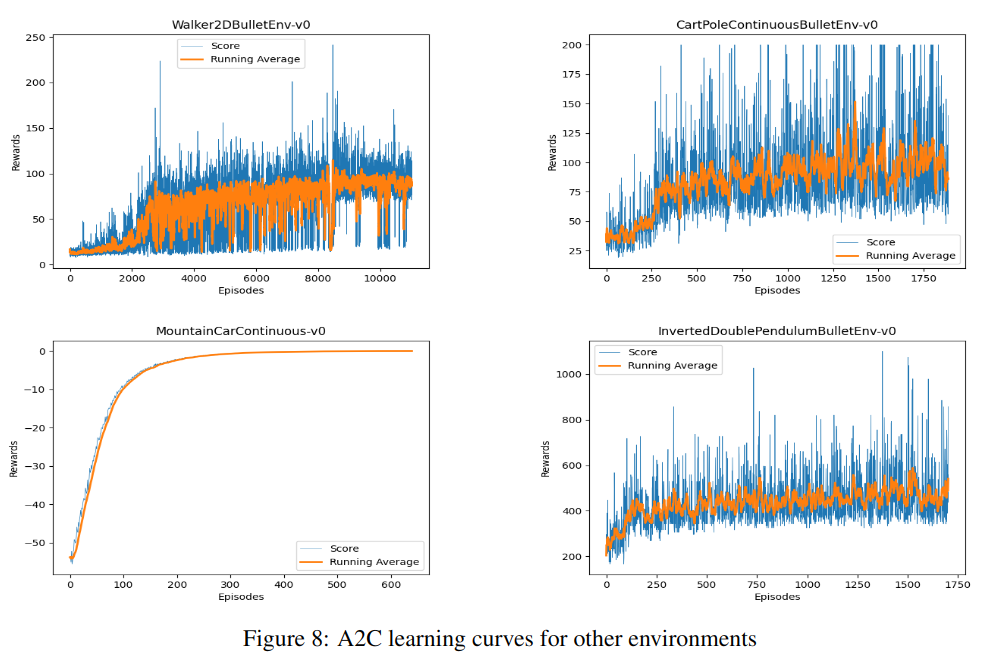 Walker2DBulletEnv-v0
250
200
150
100
50
0
Rewards
Score
Running Average
0
2000
4000
6000
8000
10000
Episodes
CartPoleContinuousBulletEnv-v0
200
175
150
125
100
75
50
25
Rewards
Score
Running Average
0
250
500
750
1000
1250
1500
1750
Episodes
MountainCarContinuous-v0
0
−10
−20
−30
−40
−50
Rewards
Score
Running Average
0
100
200
300
400
500
600
Episodes
InvertedDoublePendulumBulletEnv-v0
1000
800
600
400
200
Rewards
Score
Running Average
0
250
500
750
1000
1250
1500
1750
Episodes
Figure 8: A2C learning curves for other environments